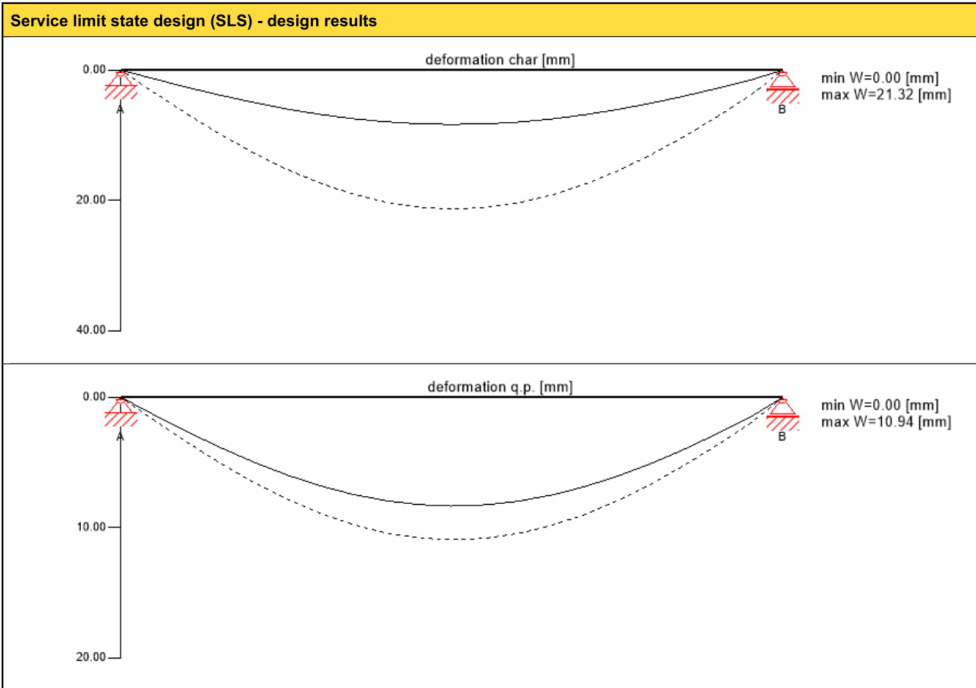 Service limit state design (SLS) - design results
deformation char [mm]
0.00
min W=0.00 [mm]
max W=21.32 [mm]
A
B
20.00
40.00
deformation q.p. [mm]
0.00
min W=0.00 [mm]
max W=10.94 [mm]
A
B
10.00
20.00